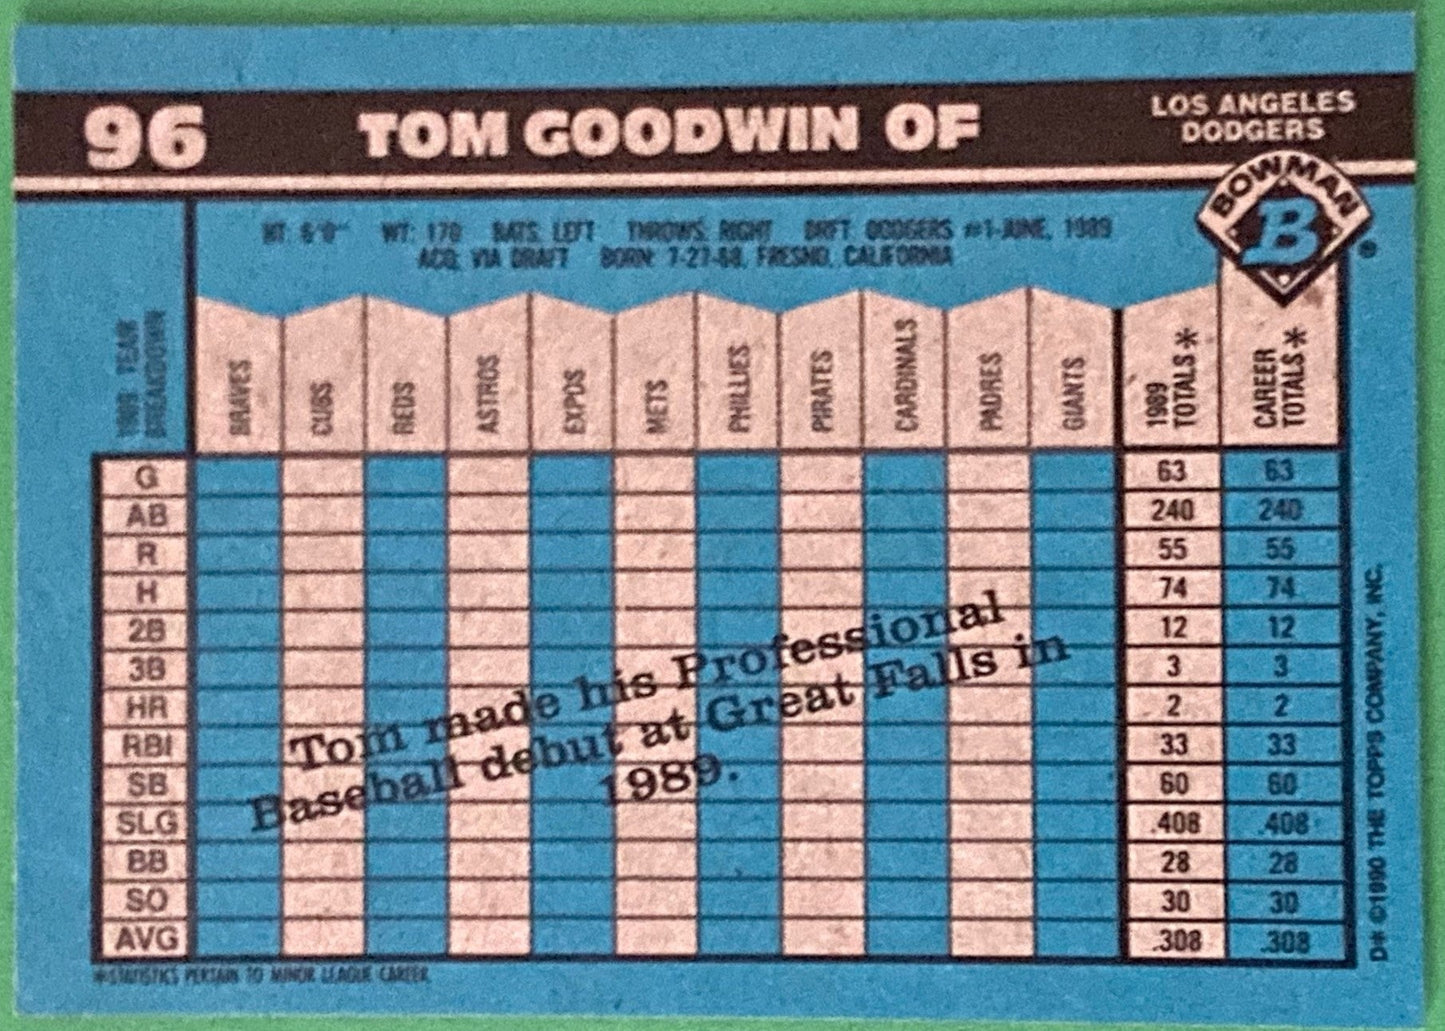 96 TOM GOODWIN OF LOS ANGELES
DODGERS
BOWMAN
B
®
HT: 6'0" WT: 170 BATS: LEFT THROWS: RIGHT DRFT: DODGERS #1-JUNE, 1989
ACQ: VIA DRAFT BORN: 7-27-68, FRESNO, CALIFORNIA
1989 YEAR
BREAKDOWN
BRAVES
CUBS
REDS
ASTROS
EXPOS
METS
PHILLIES
PIRATES
CARDINALS
PADRES
GIANTS
1989
TOTALS*
CAREER
TOTALS*
G 63 63
AB 240 240
R 55 55
H 74 74
2B 12 12
3B 3 3
HR 2 2
RBI 33 33
SB 60 60
SLG .408 .408
BB 28 28
SO 30 30
AVG .308 .308
Tom made his Professional
Baseball debut at Great Falls in
1989.
*STATISTICS PERTAIN TO MINOR LEAGUE CAREER
D* ©1990 THE TOPPS COMPANY, INC.